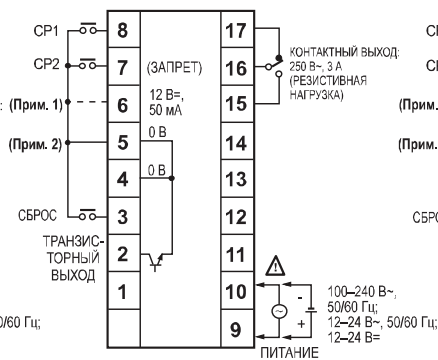 СР1
8
17
СР2
7
(ЗАПРЕТ)
16
КОНТАКТНЫЙ ВЫХОД:
250 В~, 3 А
(РЕЗИСТИВНАЯ
НАГРУЗКА)
: (Прим. 1)
6
12 В=,
50 мА
15
(Прим.
(Прим. 2)
5
0 В
14
(Прим.
4
0 В
13
СБРОС
3
12
СБРО
ТРАНЗИС-
ТОРНЫЙ
ВЫХОД
2
11
1
10
100–240 В~,
50/60 Гц;
12–24 В~, 50/60 Гц;
12–24 В=
0/60 Гц;
9
- +
ПИТАНИЕ